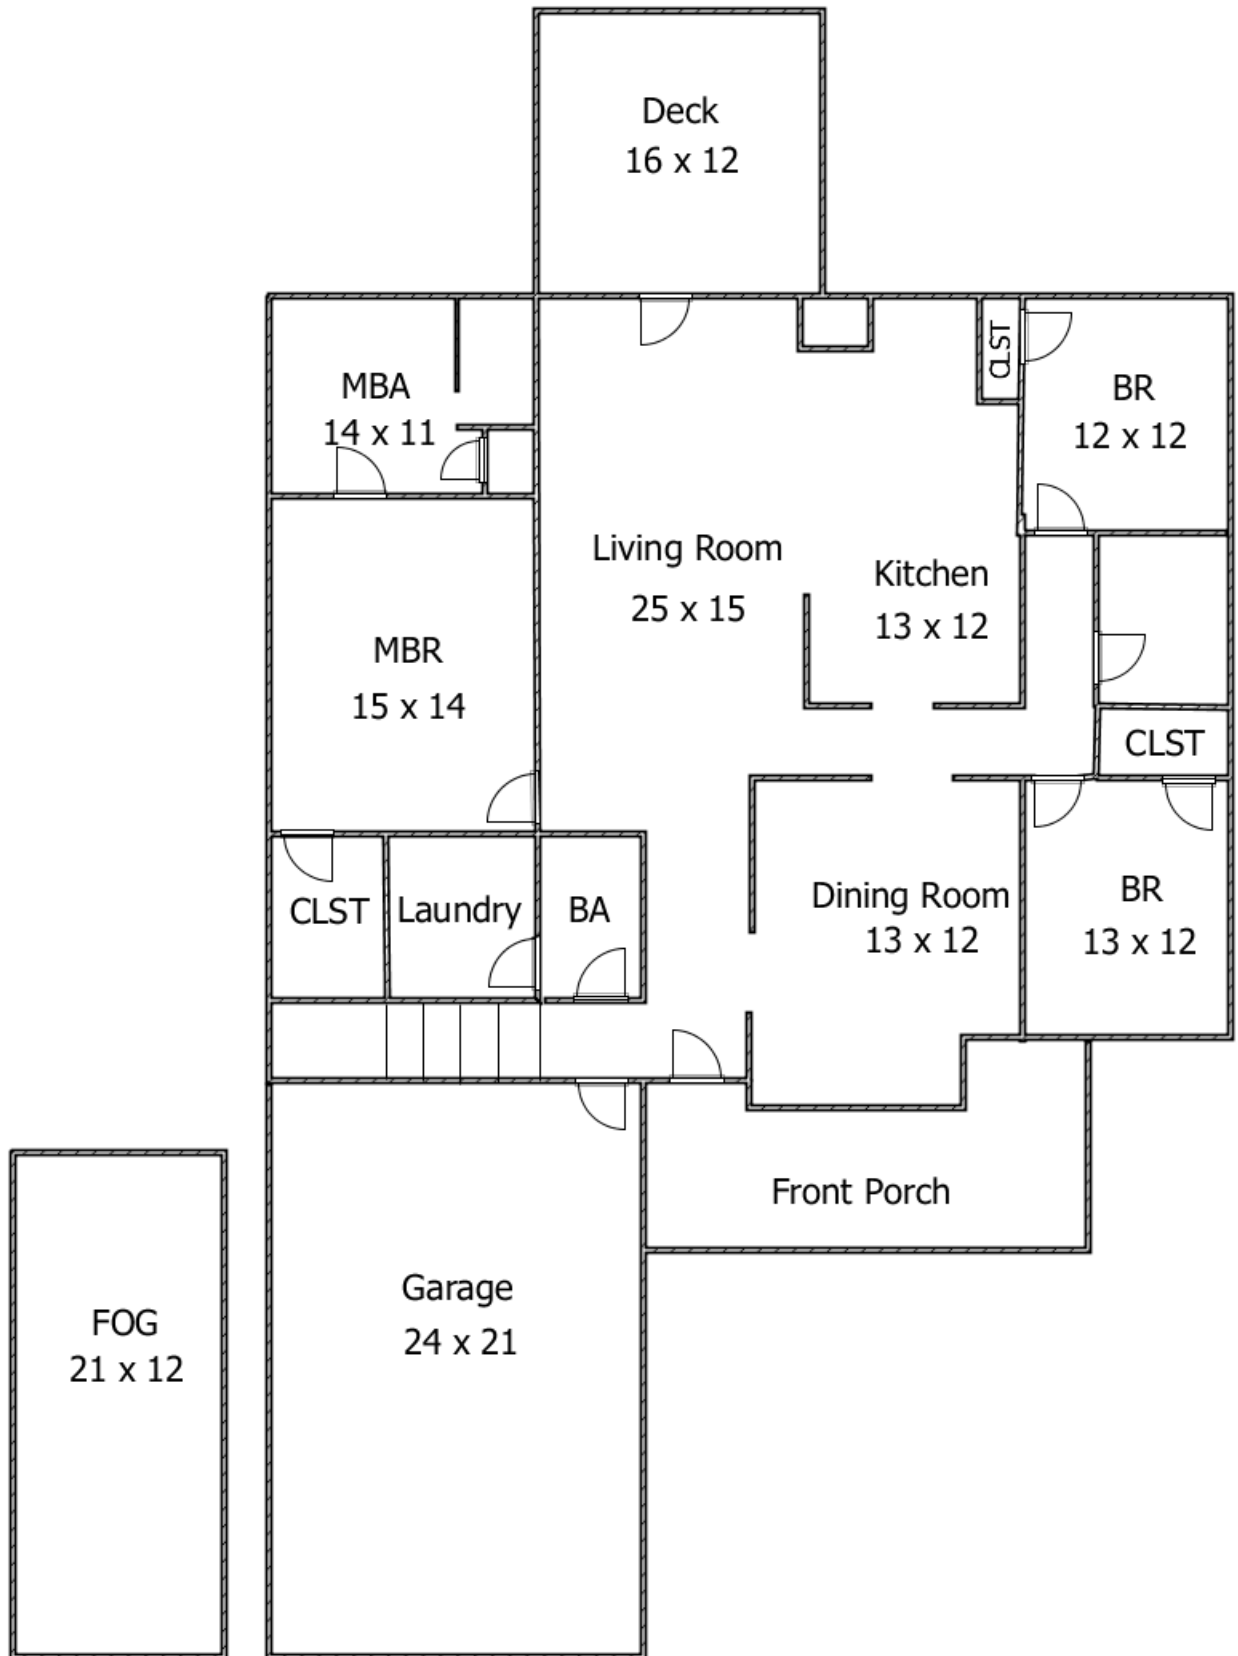 Deck
16 x 12
CLST
MBA
14 x 11
BR
12 x 12
Living Room
25 x 15
Kitchen
13 x 12
MBR
15 x 14
CLST
CLST
Laundry
BA
Dining Room
13 x 12
BR
13 x 12
Front Porch
Garage
24 x 21
FOG
21 x 12